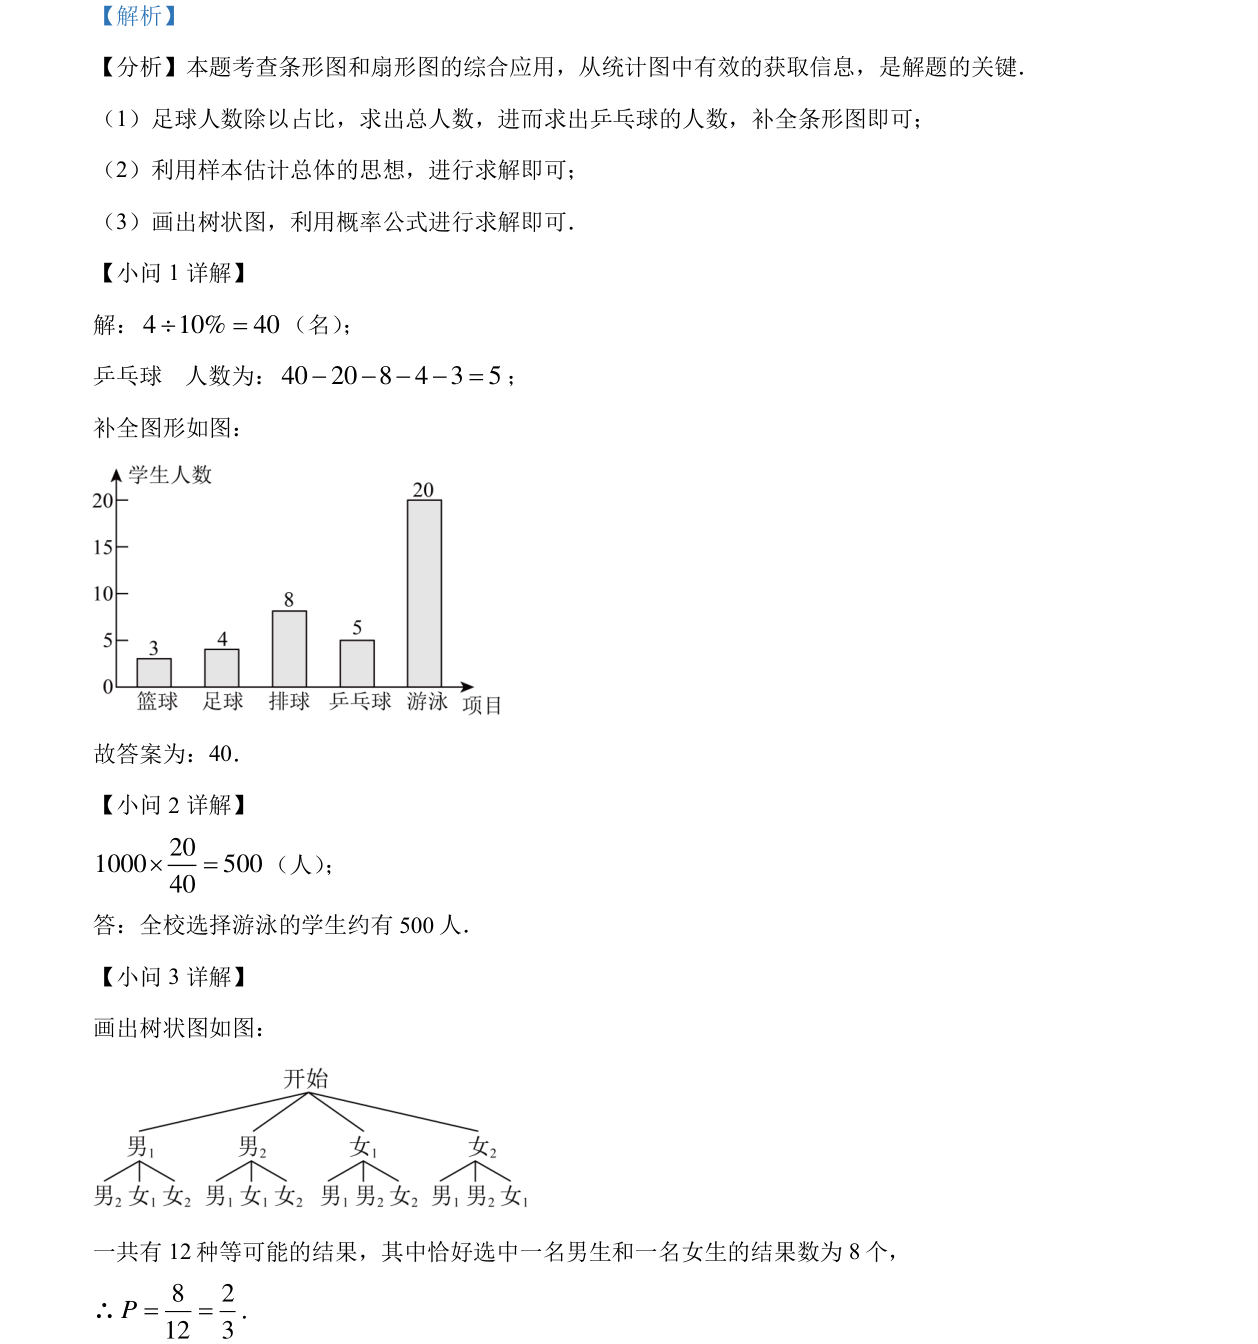 【解析】
【分析】本题考查条形图和扇形图的综合应用，从统计图中有效的获取信息，是解题的关键．
（1）足球人数除以占比，求出总人数，进而求出乒乓球的人数，补全条形图即可；
（2）利用样本估计总体的思想，进行求解即可；
（3）画出树状图，利用概率公式进行求解即可．
【小问 1 详解】
解：4÷10% = 40（名）；
乒乓球 人数为：40－20－8－4－3＝5；
补全图形如图：
学生人数
20
20
15
10
8
5
5
4
3
0
篮球 足球 排球 乒乓球 游泳 项目
故答案为：40．
【小问 2 详解】
1000×20/40＝500（人）；
答：全校选择游泳的学生约有 500 人．
【小问 3 详解】
画出树状图如图：
开始
男₁ 男₂ 女₁ 女₂
男₂ 女₁ 女₂ 男₁ 女₁ 女₂ 男₁ 男₂ 女₂ 男₁ 男₂ 女₁
一共有 12 种等可能的结果，其中恰好选中一名男生和一名女生的结果数为 8 个，
∴P＝8/12＝2/3．